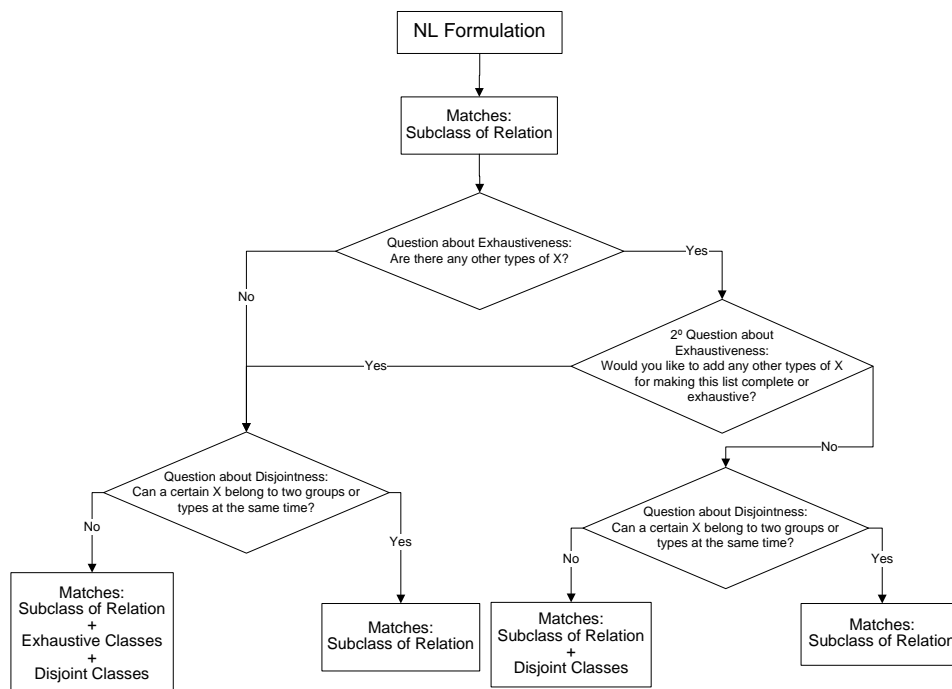 NL Formulation
Matches:
Subclass of Relation
Question about Exhaustiveness:
Are there any other types of X?
Yes
No
2º Question about
Exhaustiveness:
Would you like to add any other types of X
for making this list complete or
exhaustive?
Yes
No
Question about Disjointness:
Can a certain X belong to two groups or
types at the same time?
No
Yes
Question about Disjointness:
Can a certain X belong to two groups or
types at the same time?
No
Yes
Matches:
Subclass of Relation
+
Exhaustive Classes
+
Disjoint Classes
Matches:
Subclass of Relation
Matches:
Subclass of Relation
+
Disjoint Classes
Matches:
Subclass of Relation